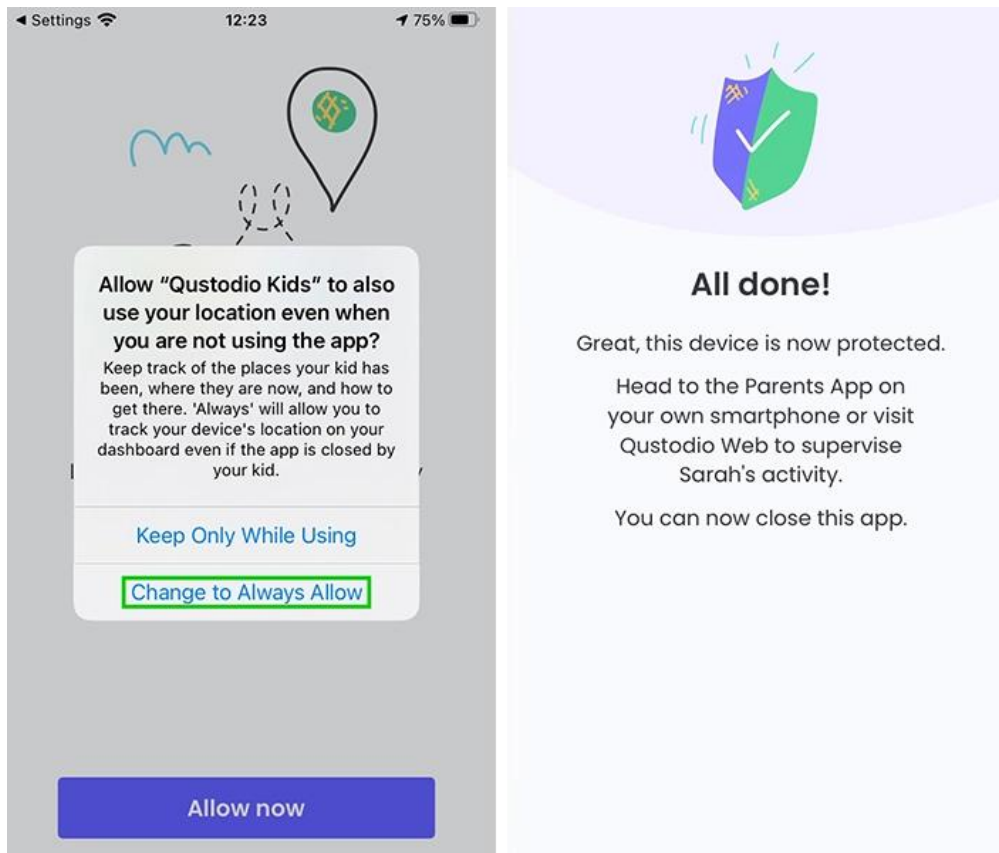 ◀ Settings
12:23
75%
Allow “Qustodio Kids” to also
use your location even when
you are not using the app?
Keep track of the places your kid has
been, where they are now, and how to
get there. 'Always' will allow you to
track your device's location on your
dashboard even if the app is closed by
your kid.
Keep Only While Using
Change to Always Allow
Allow now
All done!
Great, this device is now protected.
Head to the Parents App on
your own smartphone or visit
Qustodio Web to supervise
Sarah's activity.
You can now close this app.